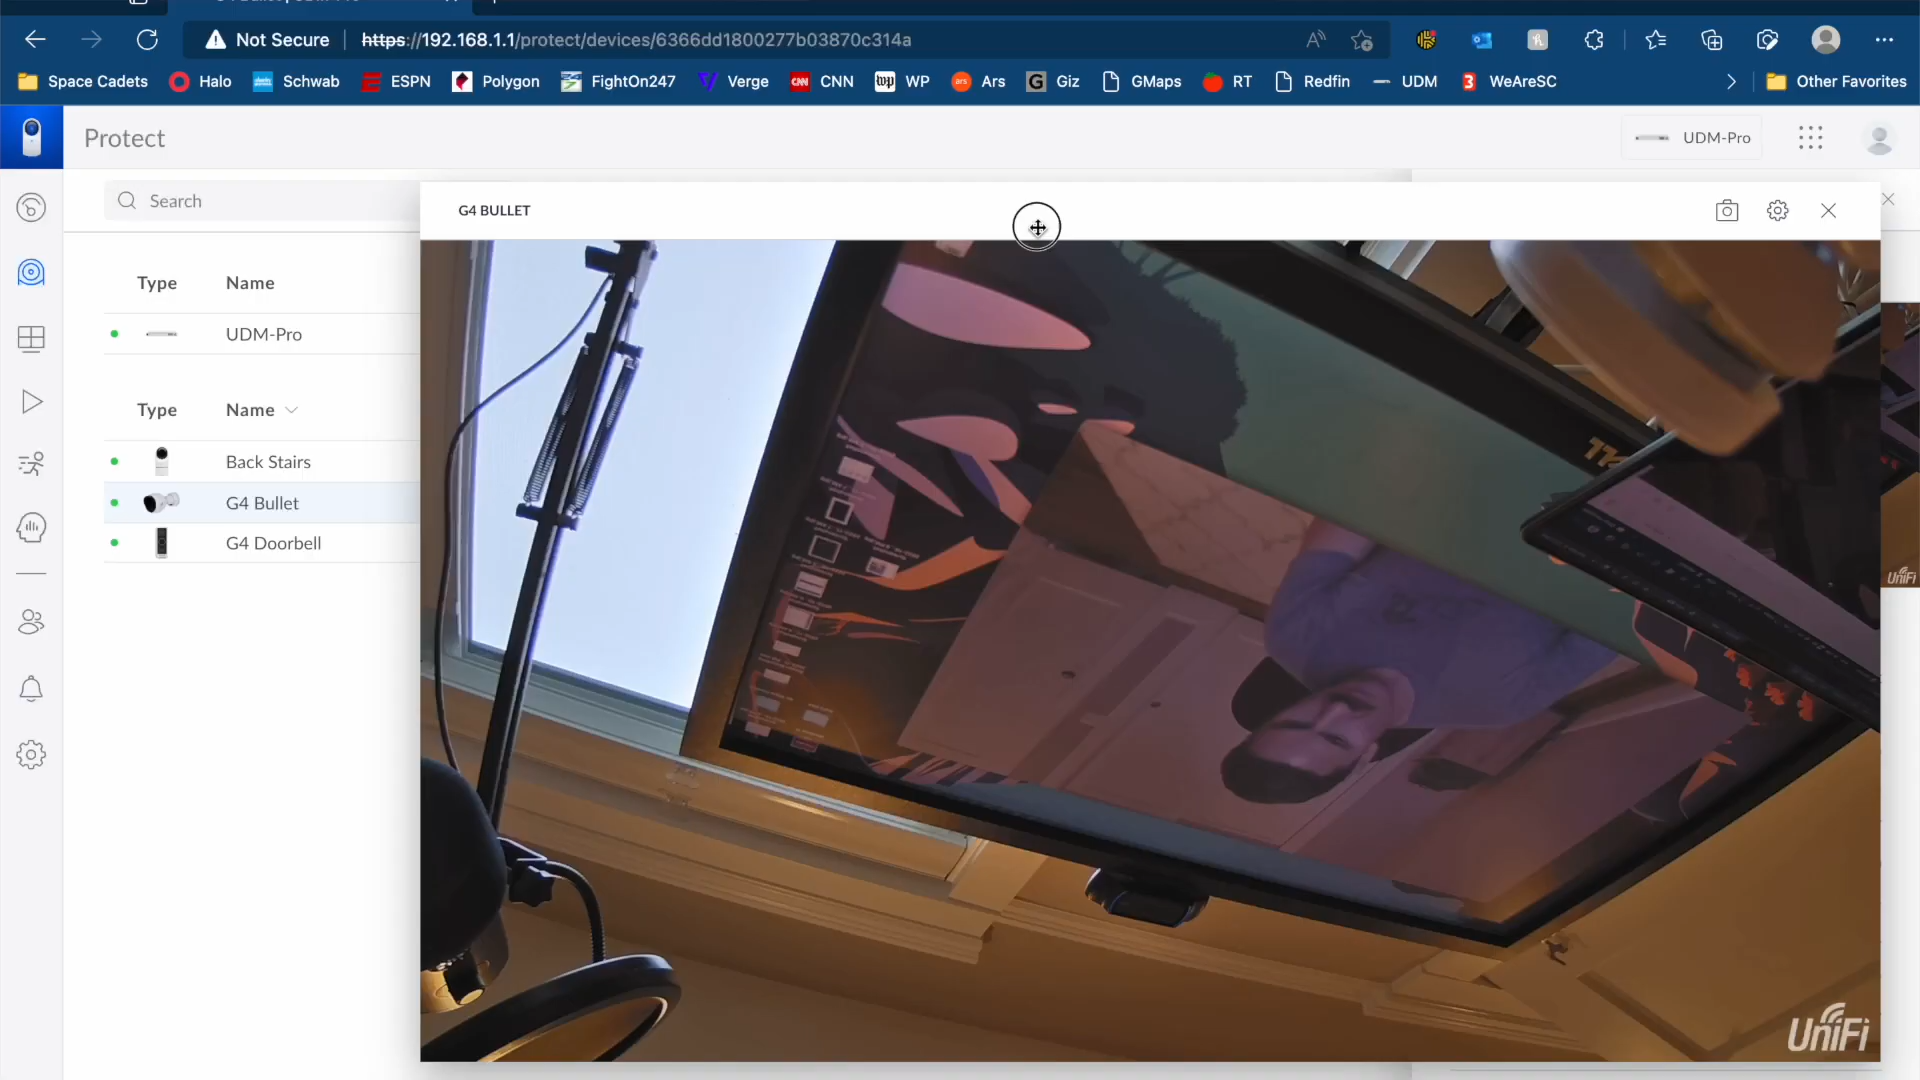 Not Secure
https://192.168.1.1/protect/devices/6366dd1800277b03870c314a
Space Cadets
Halo
Schwab
ESPN
Polygon
FightOn247
Verge
CNN
WP
Ars
Giz
GMaps
RT
Redfin
UDM
WeAreSC
Other Favorites
Protect
UDM-Pro
Search
G4 BULLET
Type Name
UDM-Pro
Type Name
Back Stairs
G4 Bullet
G4 Doorbell
UniFi
UniFi